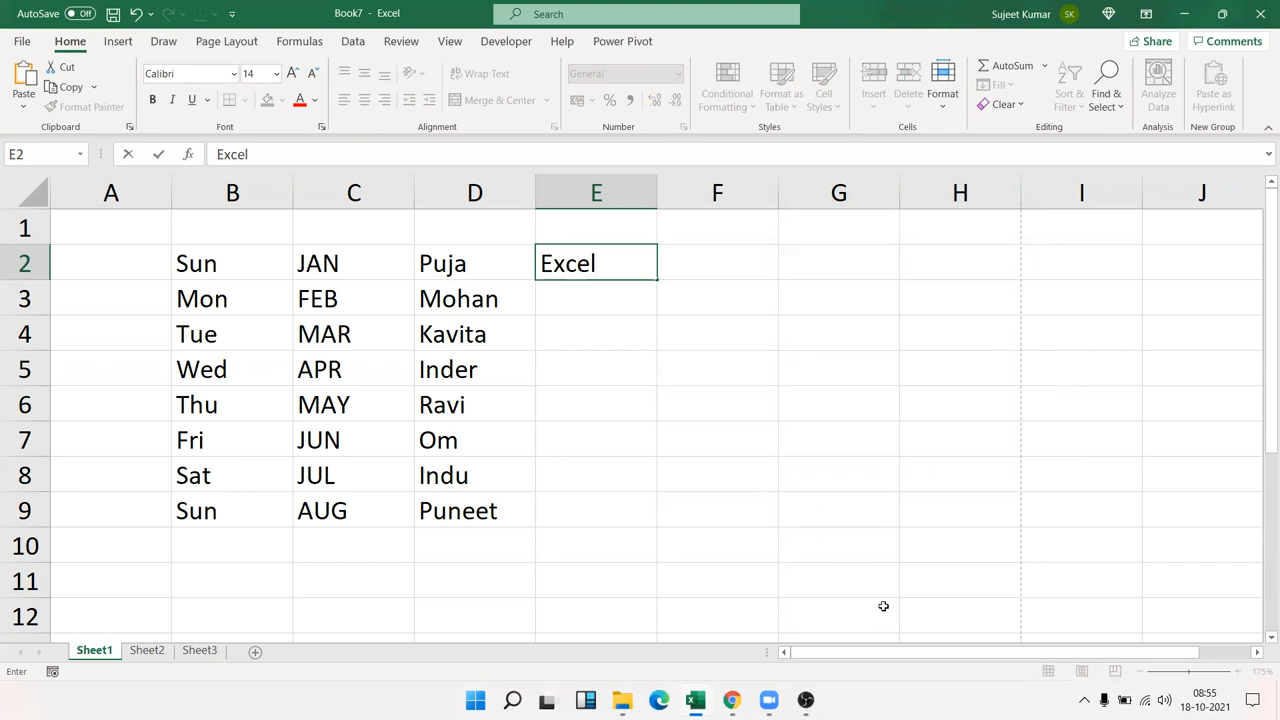 AutoSave Off Book7 - Excel Search Sujeet Kumar SK
File Home Insert Draw Page Layout Formulas Data Review View Developer Help Power Pivot Share Comments
Paste Cut Copy Format Painter
Calibri 14 A A B I U A
Wrap Text Merge & Center
General % 
Conditional Formatting Format as Table Cell Styles
Insert Delete Format
AutoSum Fill Clear Sort & Filter Find & Select
Analyze Data
Paste as Hyperlink
Clipboard Font Alignment Number Styles Cells Editing Analysis New Group
E2 fx Excel
A B C D E F G H I J
1
2 Sun JAN Puja Excel
3 Mon FEB Mohan
4 Tue MAR Kavita
5 Wed APR Inder
6 Thu MAY Ravi
7 Fri JUN Om
8 Sat JUL Indu
9 Sun AUG Puneet
10
11
12
Sheet1 Sheet2 Sheet3
Enter 175%
08:55
18-10-2021